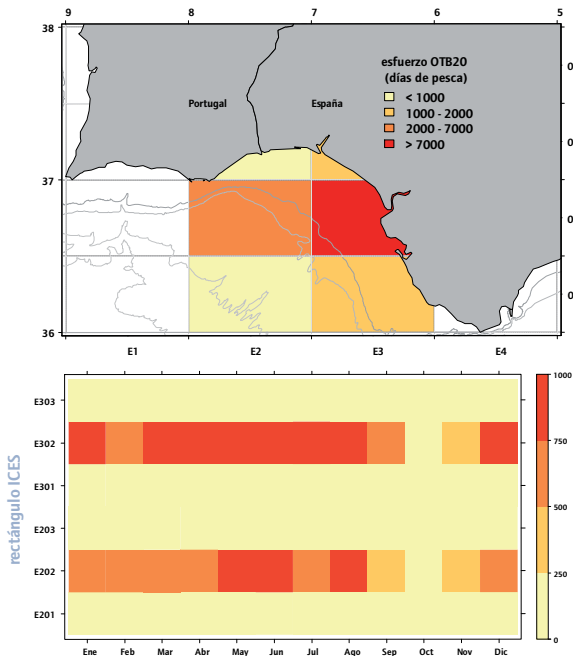 9 8 7 6 5
38
esfuerzo OTB20
(días de pesca)
< 1000
1000 - 2000
2000 - 7000
> 7000
Portugal España
37
36
E1 E2 E3 E4
rectángulo ICES
E303
E302
E301
E203
E202
E201
Ene Feb Mar Abr May Jun Jul Ago Sep Oct Nov Dic
1000
750
500
250
0